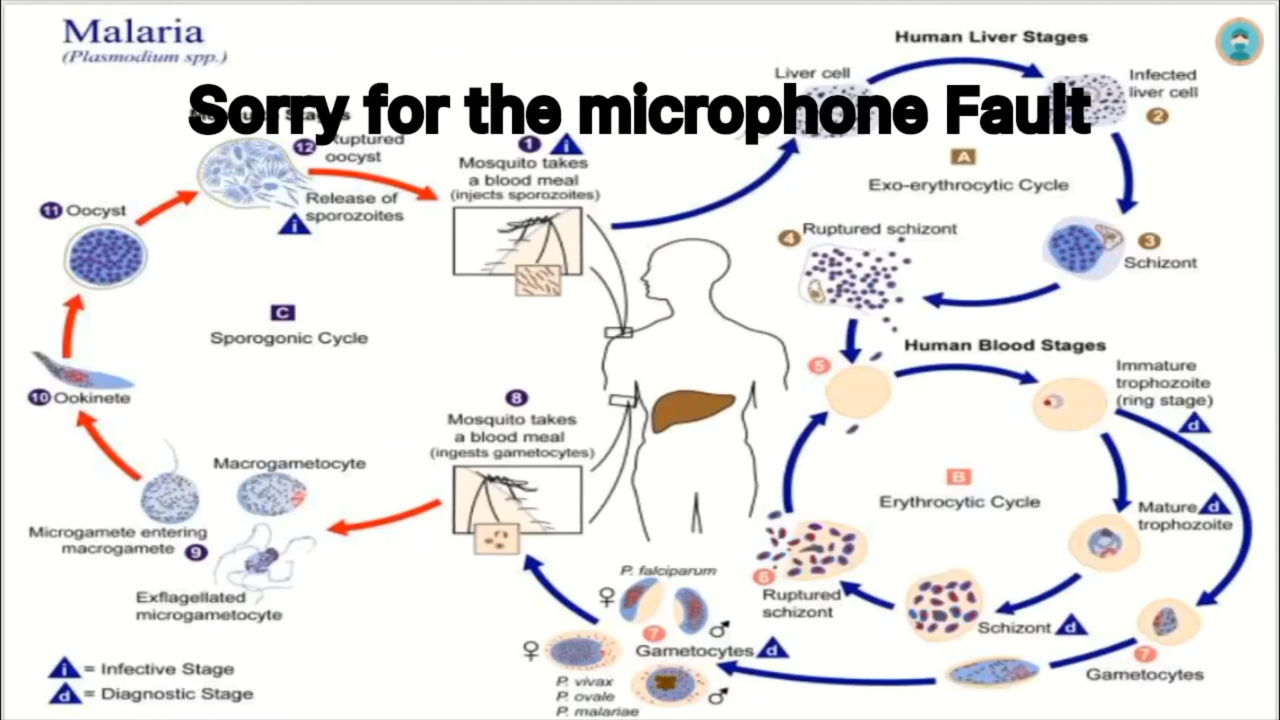 Malaria
(Plasmodium spp.)
Sorry for the microphone Fault
Human Liver Stages
Liver cell
Infected
liver cell
2
A
Exo-erythrocytic Cycle
4
Ruptured schizont
3
Schizont
12
Ruptured
oocyst
Release of
sporozoites
i
1
i
Mosquito takes
a blood meal
(injects sporozoites)
11
Oocyst
C
Sporogonic Cycle
10
Ookinete
8
Mosquito takes
a blood meal
(ingests gametocytes)
Macrogametocyte
Microgamete entering
macrogamete
9
Exflagellated
microgametocyte
Human Blood Stages
5
Immature
trophozoite
(ring stage)
d
B
Erythrocytic Cycle
Mature
trophozoite
d
6
Ruptured
schizont
Schizont
d
7
Gametocytes
P. falciparum
♀
7
♂
Gametocytes
d
♀
P. vivax
P. ovale
P. malariae
♂
i = Infective Stage
d = Diagnostic Stage